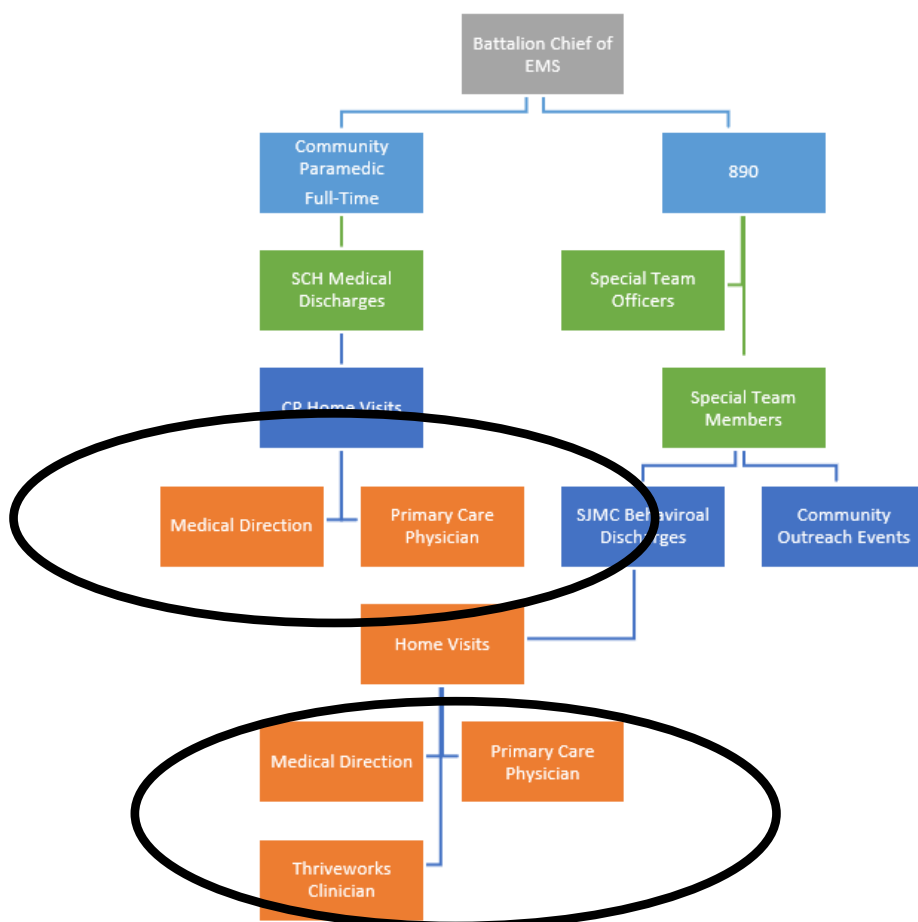 Battalion Chief of
EMS
Community
Paramedic
Full-Time
890
SCH Medical
Discharges
Special Team
Officers
CP Home Visits
Special Team
Members
Medical Direction
Primary Care
Physician
SJMC Behaviroal
Discharges
Community
Outreach Events
Home Visits
Medical Direction
Primary Care
Physician
Thriveworks
Clinician